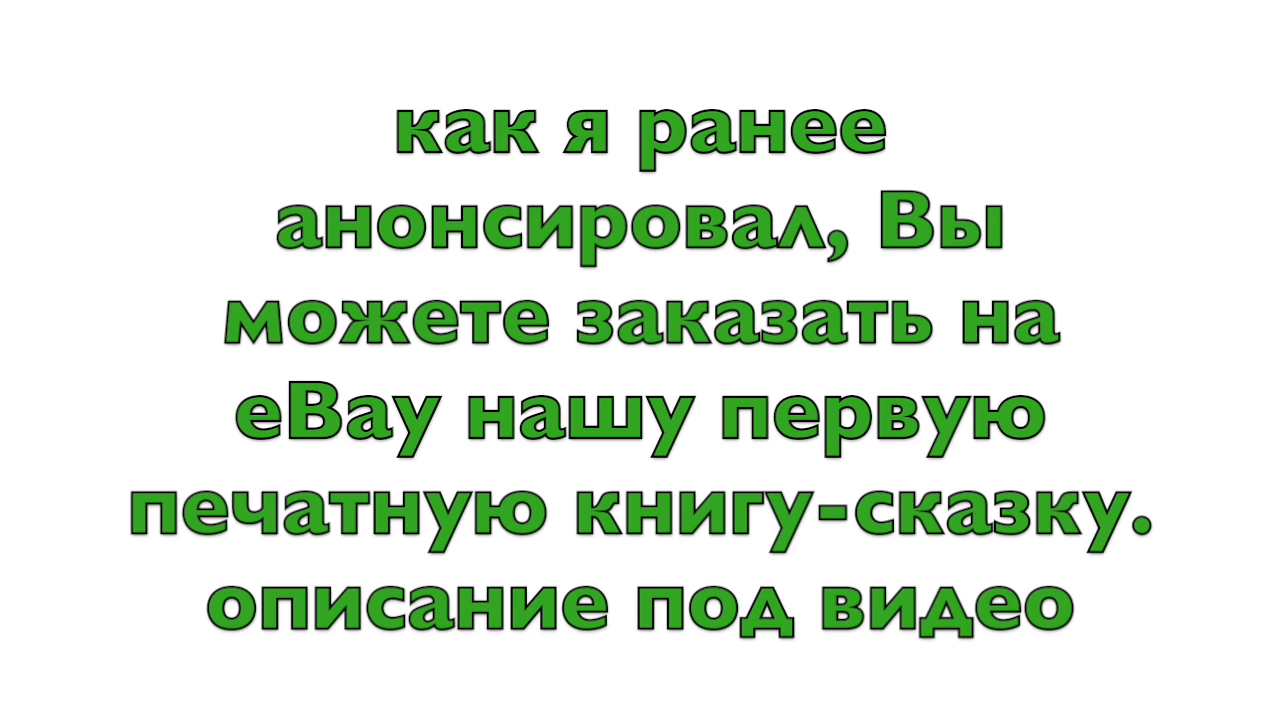 как я ранее
анонсировал, Вы
можете заказать на
eBay нашу первую
печатную книгу-сказку.
описание под видео